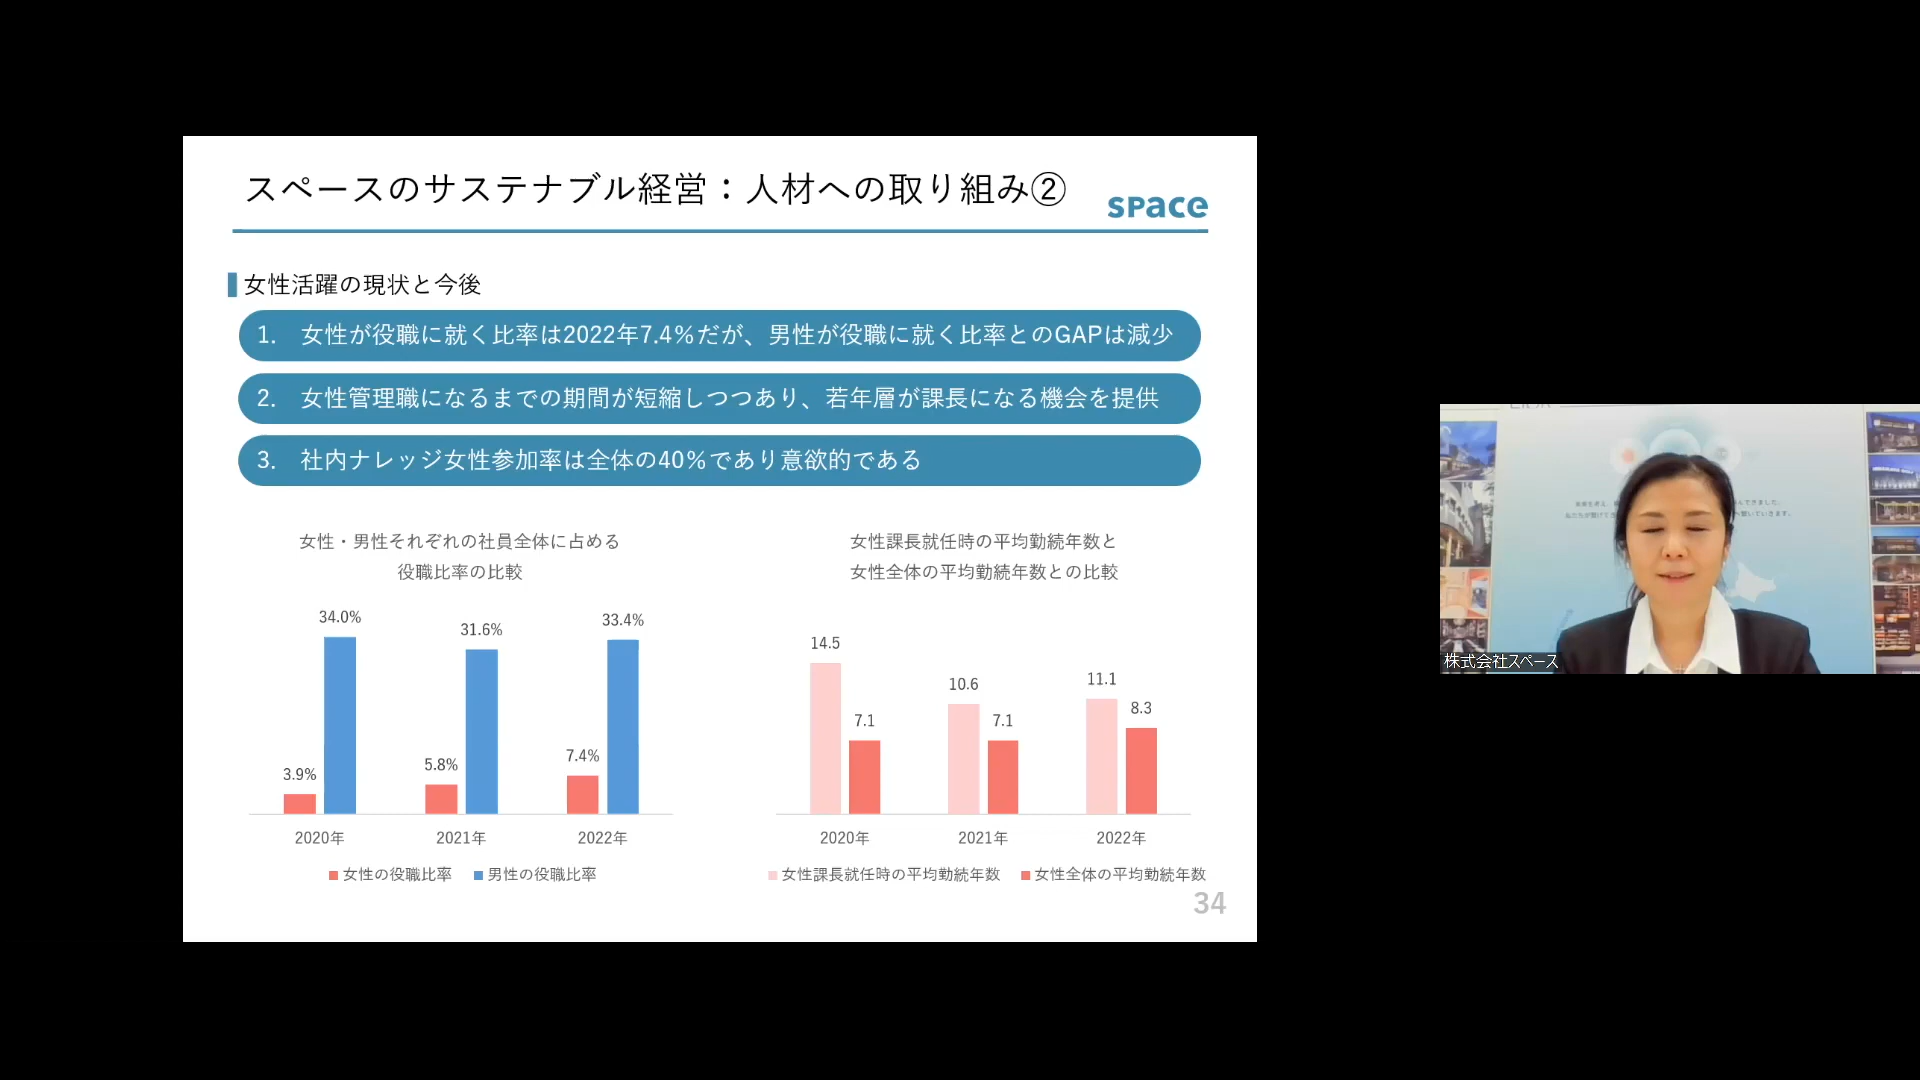 スペースのサステナブル経営：人材への取り組み②
space
女性活躍の現状と今後
1. 女性が役職に就く比率は2022年7.4%だが、男性が役職に就く比率とのGAPは減少
2. 女性管理職になるまでの期間が短縮しつつあり、若年層が課長になる機会を提供
3. 社内ナレッジ女性参加率は全体の40%であり意欲的である
女性・男性それぞれの社員全体に占める
役職比率の比較
34.0%
31.6%
33.4%
3.9%
5.8%
7.4%
2020年
2021年
2022年
女性の役職比率
男性の役職比率
女性課長就任時の平均勤続年数と
女性全体の平均勤続年数との比較
14.5
10.6
11.1
7.1
7.1
8.3
2020年
2021年
2022年
女性課長就任時の平均勤続年数
女性全体の平均勤続年数
34
株式会社スペース